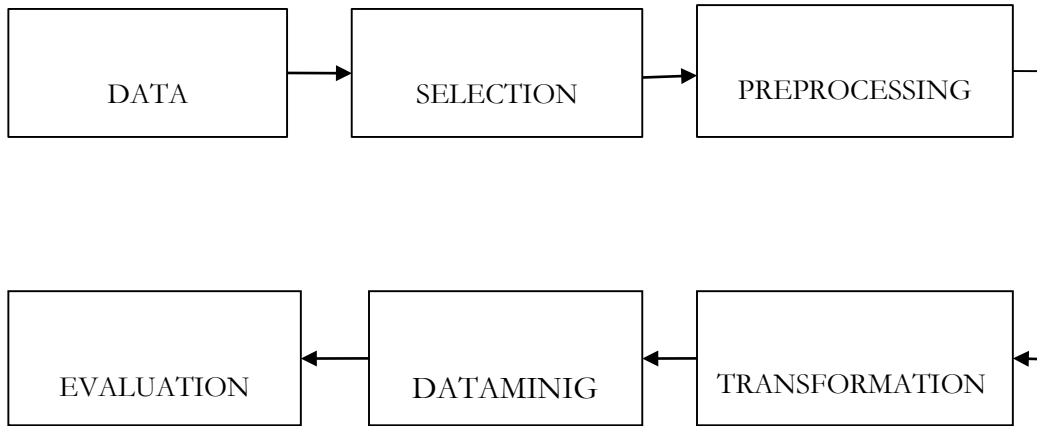 DATA
SELECTION
PREPROCESSING
EVALUATION
DATAMINIG
TRANSFORMATION